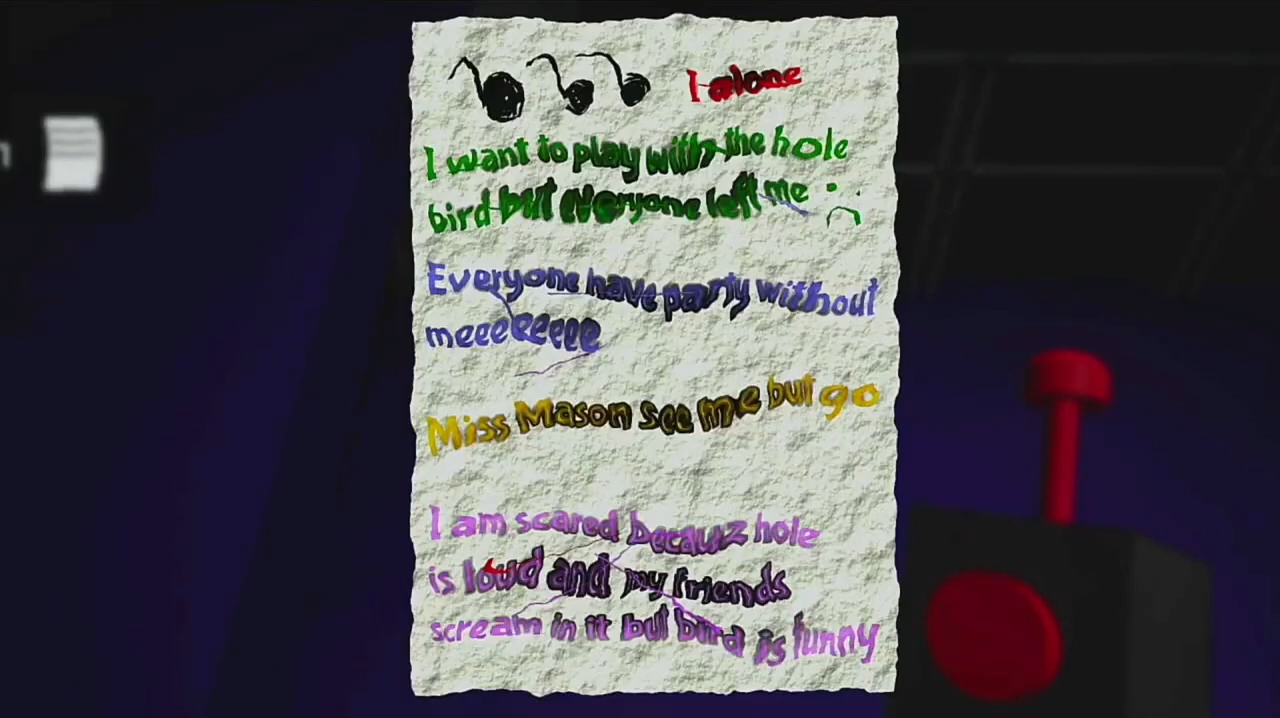 I alone
I want to play with the hole
bird but everyone left me :(
Everyone have party without
meeeeeeee
Miss Mason see me but go
I am scared becauz hole
is loud and my friends
scream in it but bird is funny